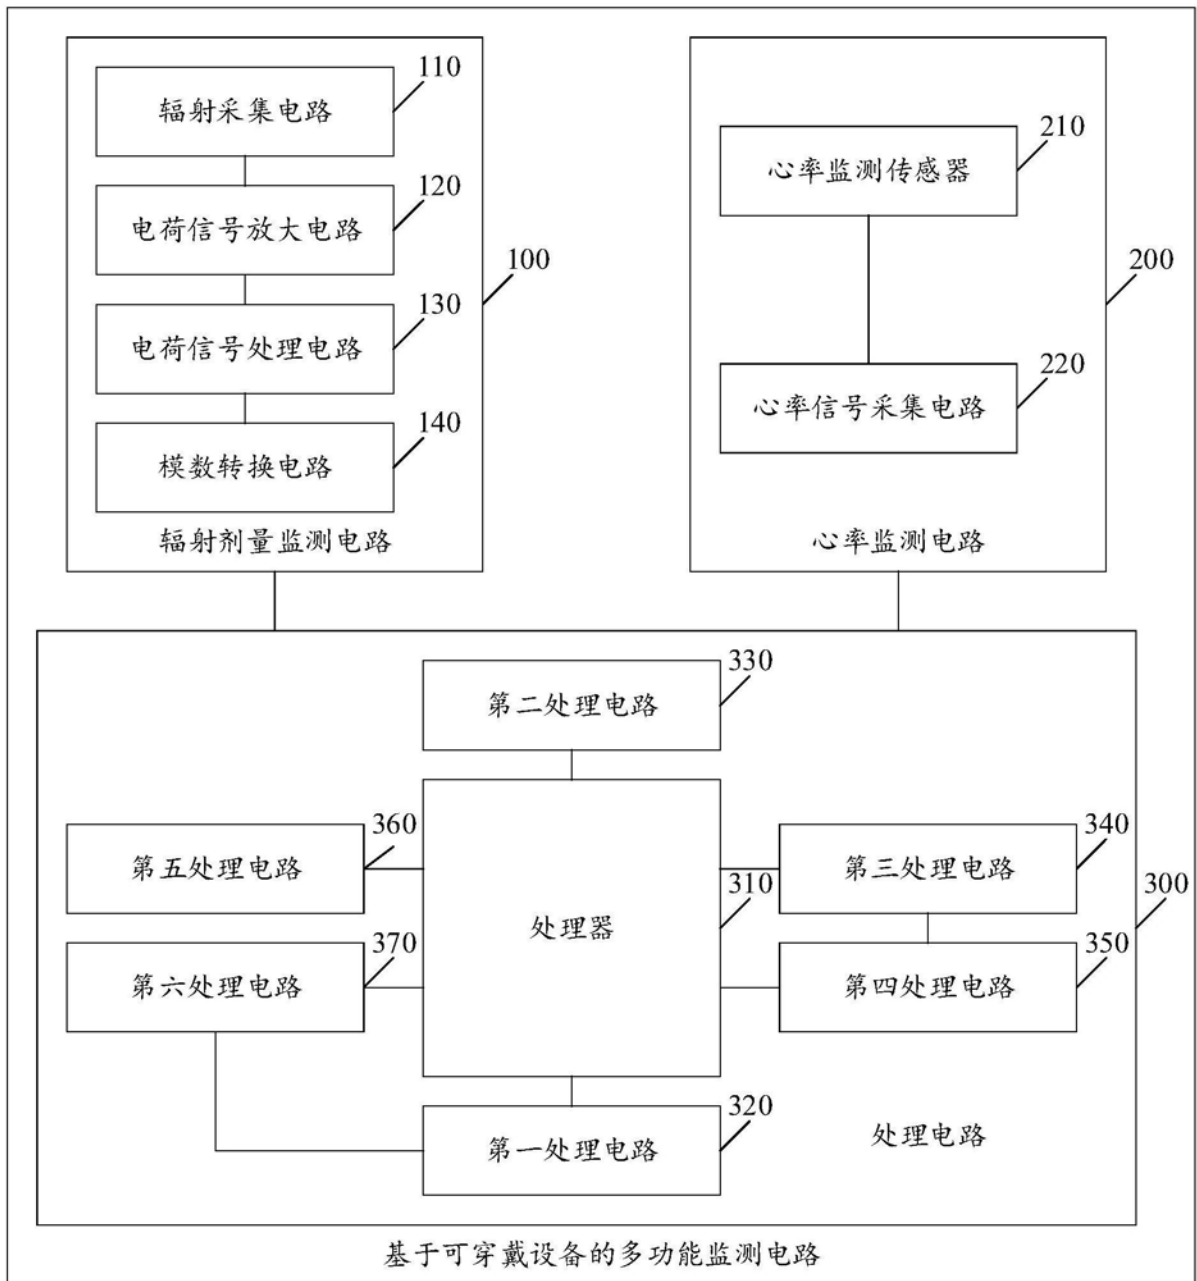 110
辐射采集电路
120
电荷信号放大电路
100
130
电荷信号处理电路
140
模数转换电路
辐射剂量监测电路
210
心率监测传感器
200
220
心率信号采集电路
心率监测电路
330
第二处理电路
360
第五处理电路
340
第三处理电路
310
处理器
300
370
第六处理电路
350
第四处理电路
320
第一处理电路
处理电路
基于可穿戴设备的多功能监测电路